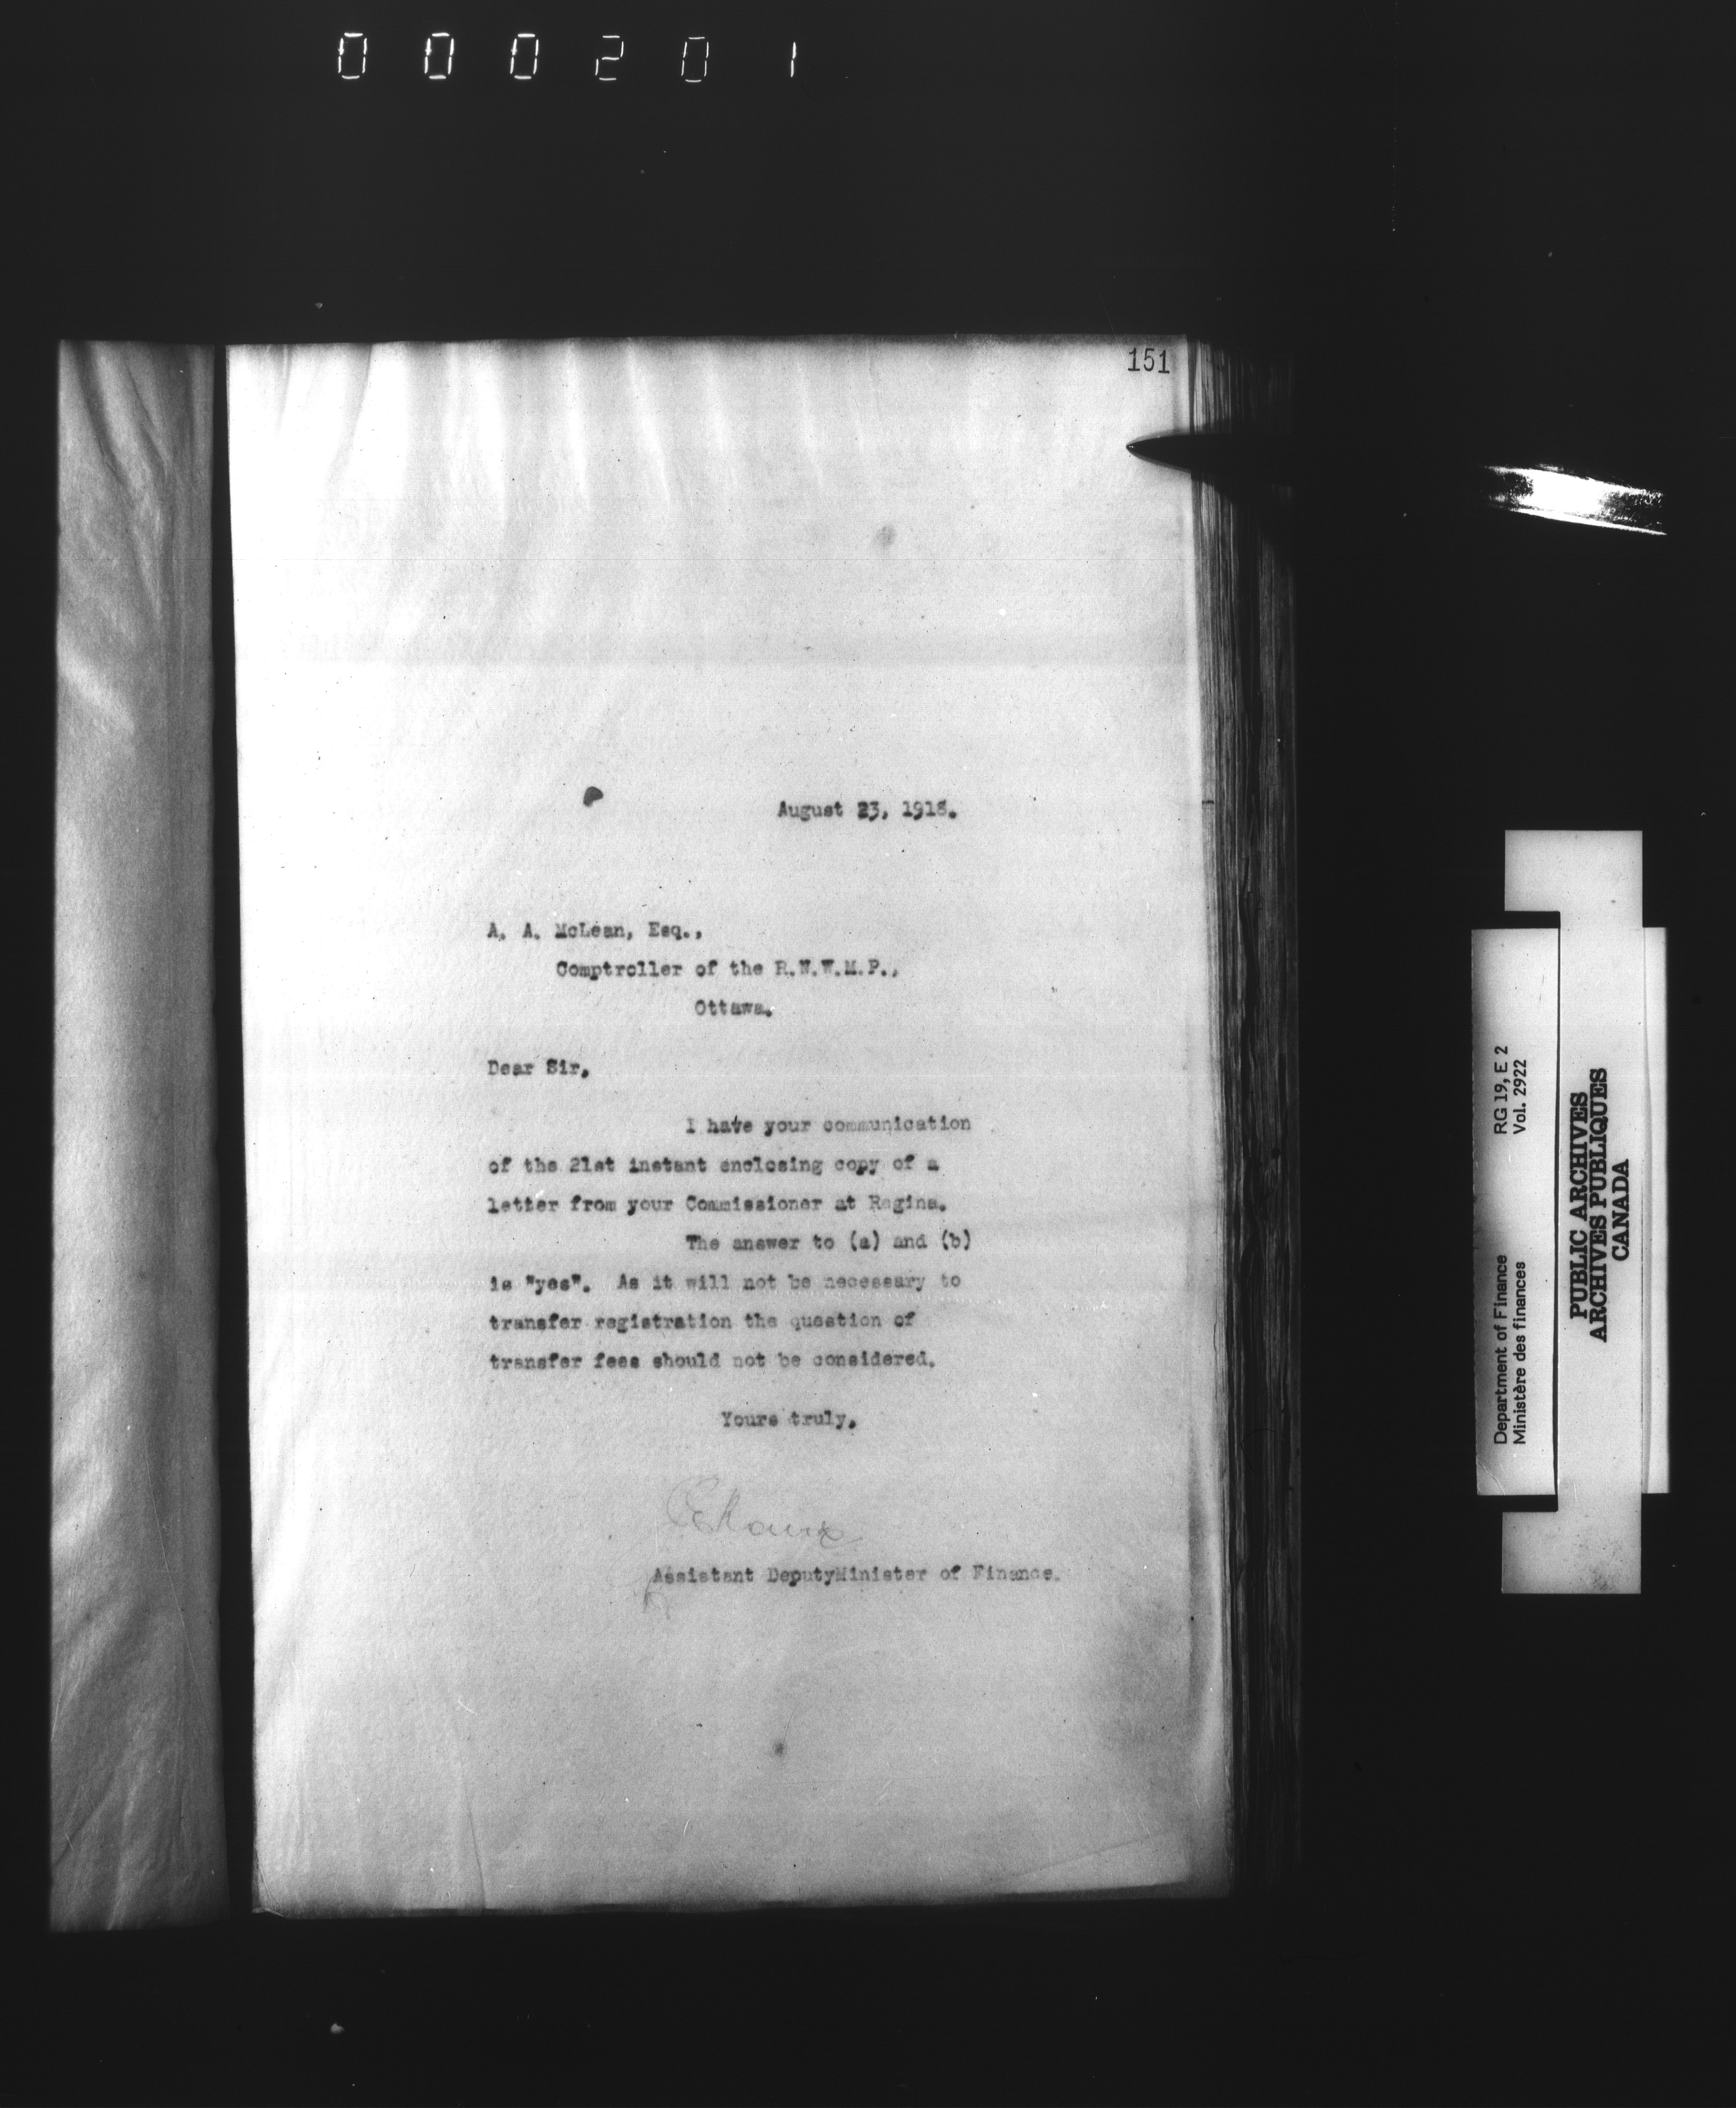 000201
151
August 23, 1918.
A. A. McLean, Esq.,
Comptroller of the R.N.W.M.P.,
Ottawa.
Dear Sir,
I have your communication
of the 21st instant enclosing copy of a
letter from your Commissioner at Regina.
The answer to (a) and (b)
is "yes". As it will not be necessary to
transfer registration the question of
transfer fees should not be considered.
Yours truly,
Assistant DeputyMinister of Finance.
Department of Finance RG 19, E 2
Ministère des finances Vol. 2922
PUBLIC ARCHIVES
ARCHIVES PUBLIQUES
CANADA